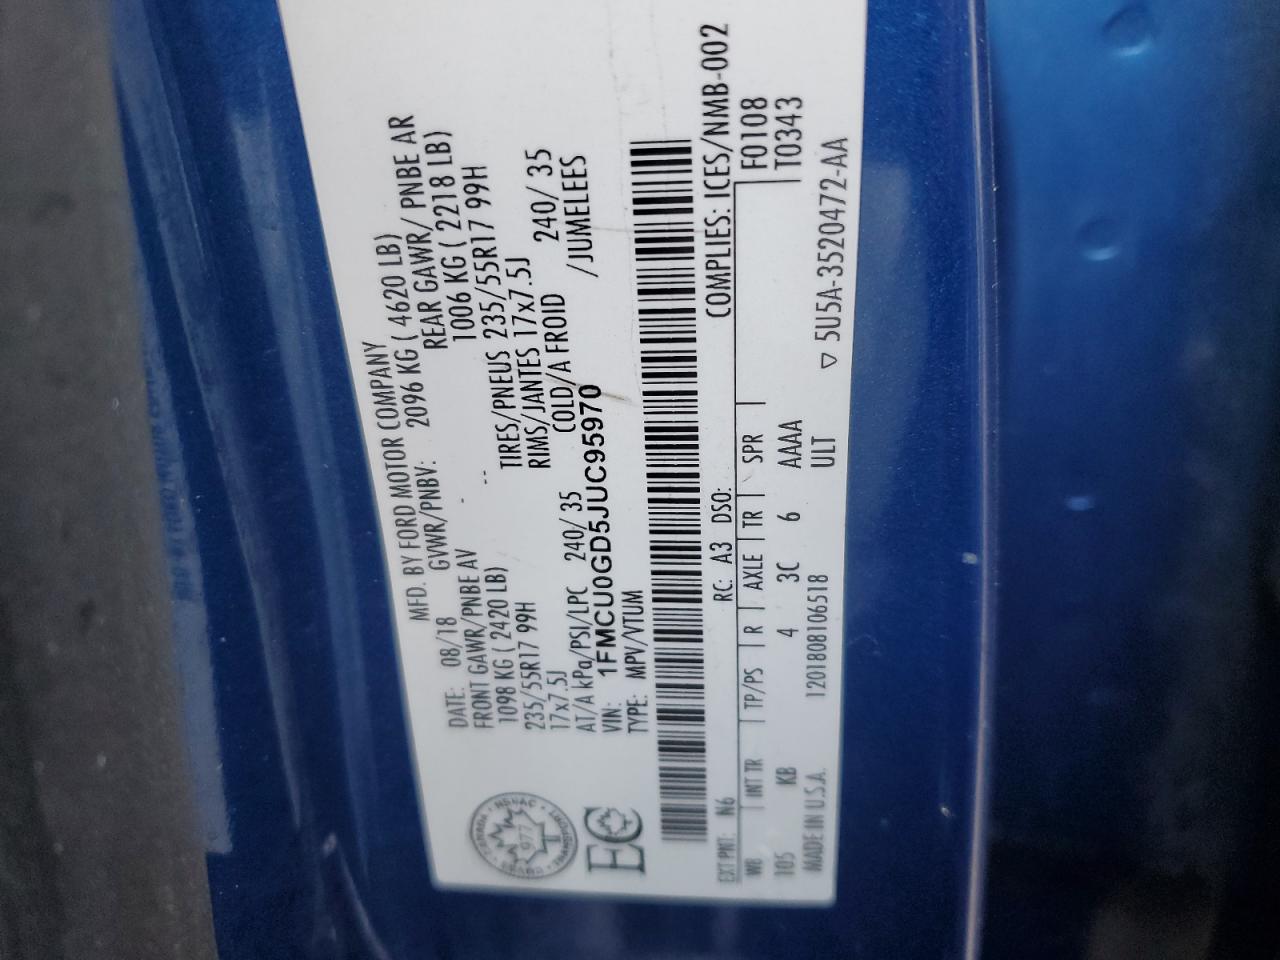 MFD. BY FORD MOTOR COMPANY
DATE: 08/18 GVWR/PNBV: 2096 KG ( 4620 LB)
FRONT GAWR/PNBE AV REAR GAWR/ PNBE AR
1098 KG ( 2420 LB) 1006 KG ( 2218 LB)
235/55R17 99H TIRES/PNEUS 235/55R17 99H
17x7.5J RIMS/JANTES 17x7.5J
AT/A kPa/PSI/LPC 240/ 35 COLD/A FROID 240/ 35
VIN: 1FMCU0GD5JUC95970 /JUMELEES
TYPE: MPV/VTUM
CANADA
977
EC
COMPLIES: ICES/NMB-002
EXT PNT: N6 RC: A3 DSO: F0108
WB INT TR TP/PS R AXLE TR SPR T0343
105 KB 4 3C 6 AAAA
MADE IN U.S.A. 1201808106518 ULT ▽ 5U5A-3520472-AA